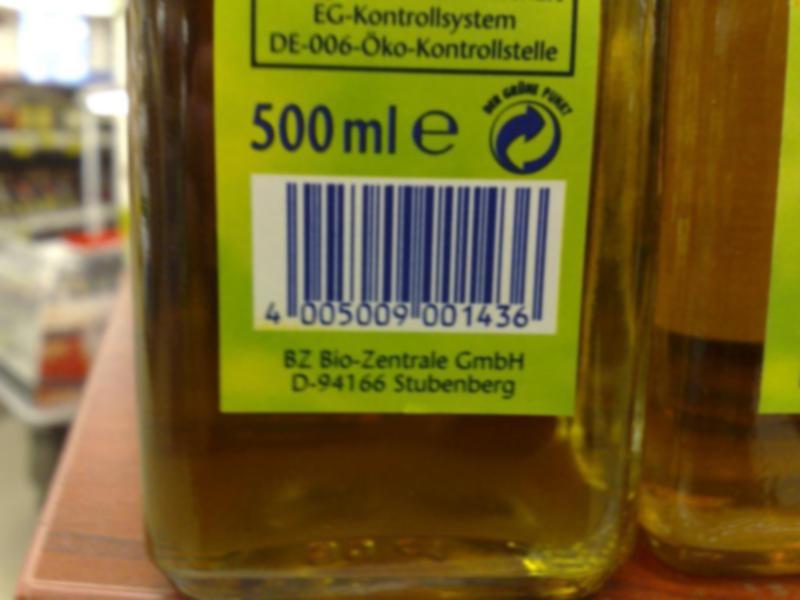 EG-Kontrollsystem
DE-006-Öko-Kontrollstelle
500 ml e
DER GRÜNE PUNKT
4 005009 001436
BZ Bio-Zentrale GmbH
D-94166 Stubenberg